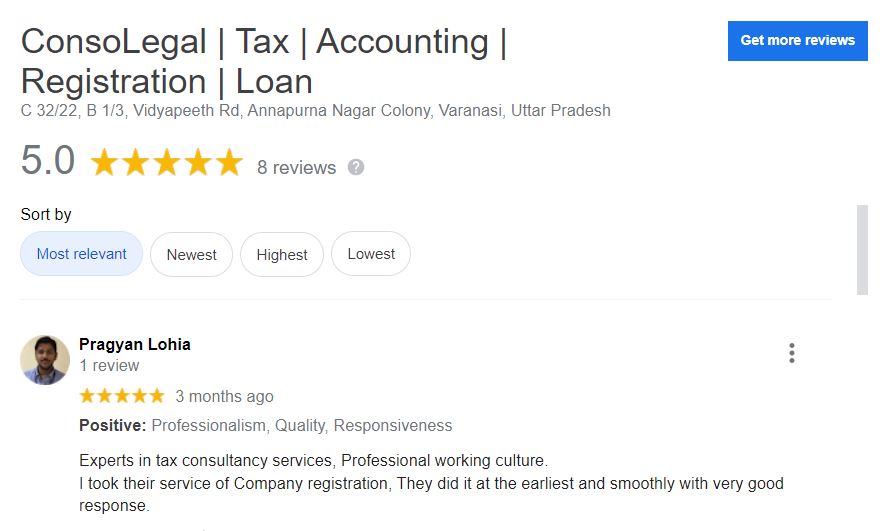 ConsoLegal | Tax | Accounting |
Registration | Loan
Get more reviews
C 32/22, B 1/3, Vidyapeeth Rd, Annapurna Nagar Colony, Varanasi, Uttar Pradesh
5.0 8 reviews ?
Sort by
Most relevant Newest Highest Lowest
Pragyan Lohia
1 review
3 months ago
Positive: Professionalism, Quality, Responsiveness
Experts in tax consultancy services, Professional working culture.
I took their service of Company registration, They did it at the earliest and smoothly with very good
response.